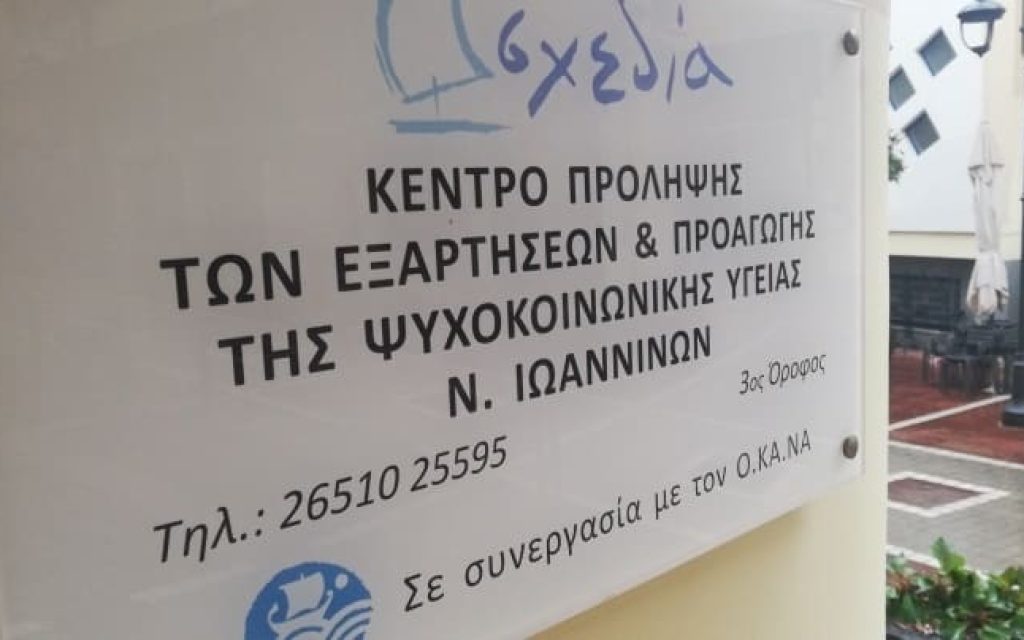 σχεδία
ΚΕΝΤΡΟ ΠΡΟΛΗΨΗΣ
ΤΩΝ ΕΞΑΡΤΗΣΕΩΝ & ΠΡΟΑΓΩΓΗΣ
ΤΗΣ ΨΥΧΟΚΟΙΝΩΝΙΚΗΣ ΥΓΕΙΑΣ
Ν. ΙΩΑΝΝΙΝΩΝ
3ος Όροφος
Τηλ.: 26510 25595
Σε συνεργασία με τον Ο.ΚΑ.ΝΑ